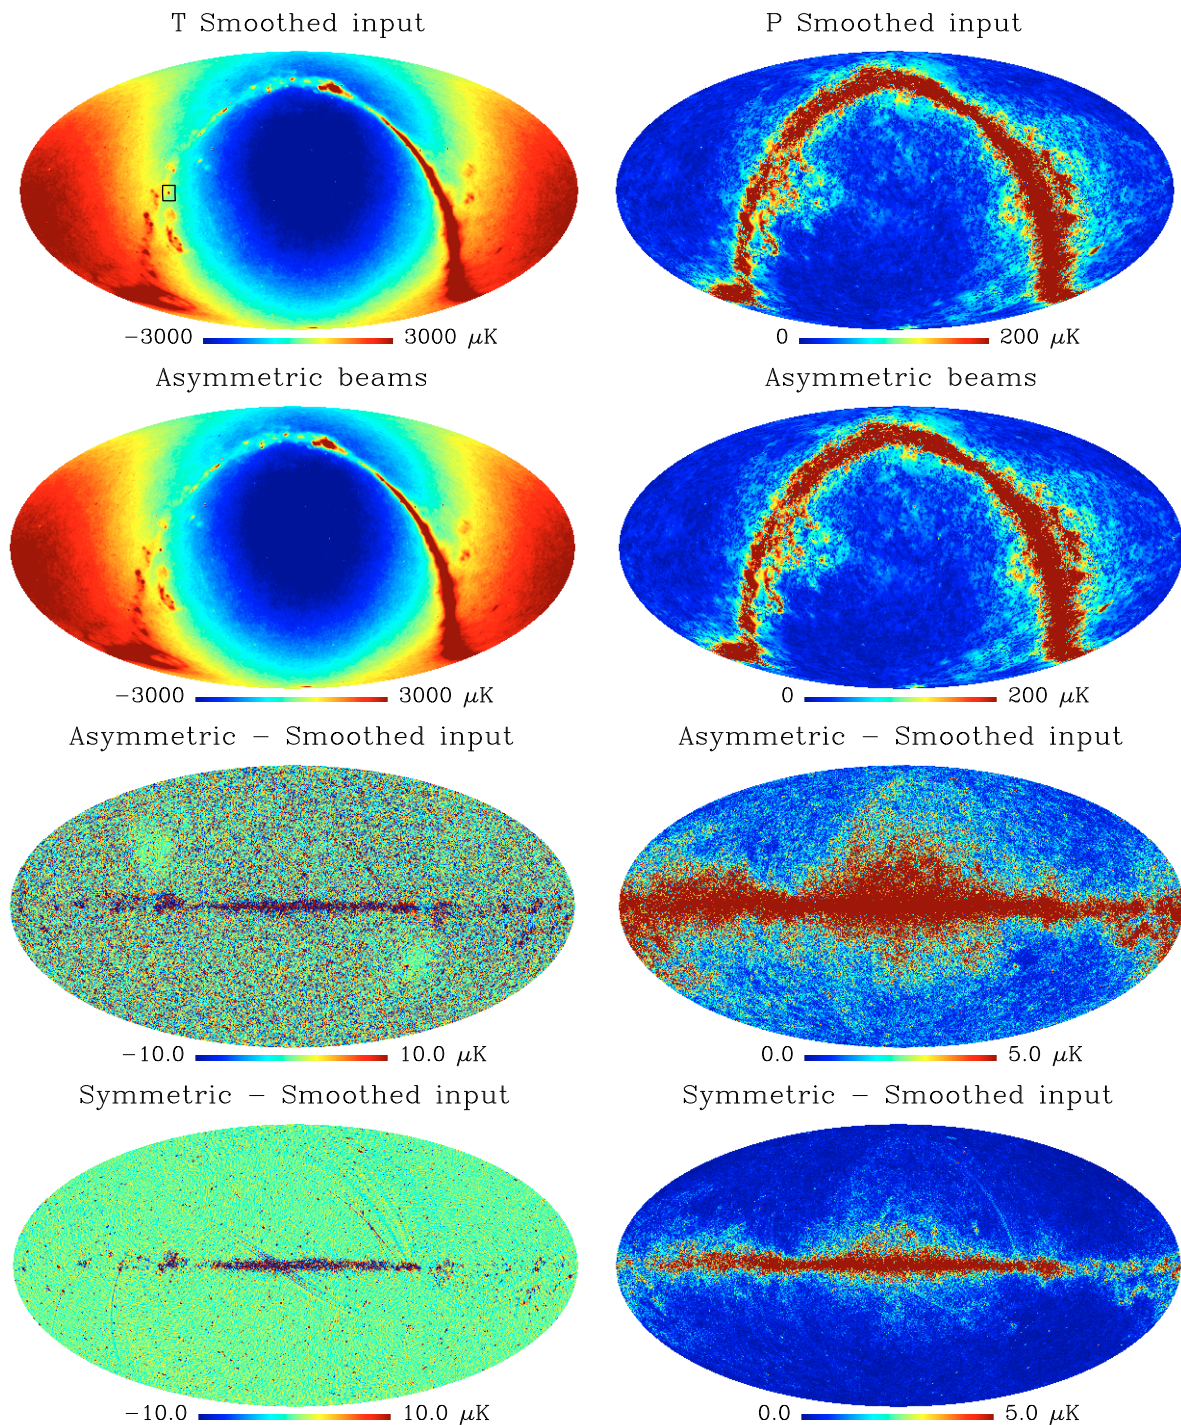 T Smoothed input
P Smoothed input
−3000 3000 μK
0 200 μK
Asymmetric beams
Asymmetric beams
−3000 3000 μK
0 200 μK
Asymmetric − Smoothed input
Asymmetric − Smoothed input
−10.0 10.0 μK
0.0 5.0 μK
Symmetric − Smoothed input
Symmetric − Smoothed input
−10.0 10.0 μK
0.0 5.0 μK